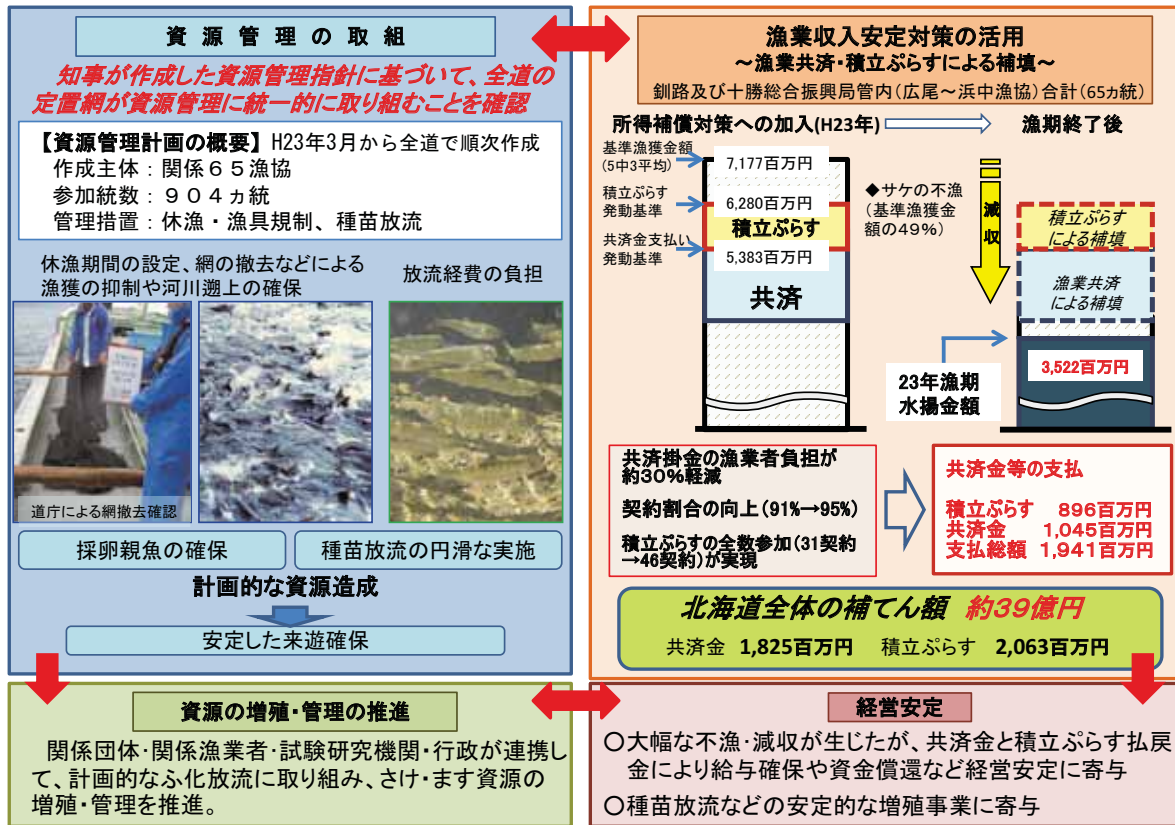 資源管理の取組
知事が作成した資源管理指針に基づいて、全道の
定置網が資源管理に統一的に取り組むことを確認
【資源管理計画の概要】H23年3月から全道で順次作成
作成主体：関係６５漁協
参加統数：９０４ヵ統
管理措置：休漁・漁具規制、種苗放流
休漁期間の設定、網の撤去などによる
漁獲の抑制や河川遡上の確保
放流経費の負担
道庁による網撤去確認
採卵親魚の確保
種苗放流の円滑な実施
計画的な資源造成
安定した来遊確保
漁業収入安定対策の活用
～漁業共済・積立ぷらすによる補填～
釧路及び十勝総合振興局管内（広尾～浜中漁協）合計（65ヵ統）
所得補償対策への加入(H23年)
漁期終了後
基準漁獲金額
(5中3平均)
7,177百万円
積立ぷらす
発動基準
6,280百万円
積立ぷらす
共済金支払い
発動基準
5,383百万円
共済
◆サケの不漁
（基準漁獲金
額の49％）
減収
積立ぷらす
による補填
漁業共済
による補填
3,522百万円
23年漁期
水揚金額
共済掛金の漁業者負担が
約30％軽減
契約割合の向上（91％→95％）
積立ぷらすの全数参加（31契約
→46契約）が実現
共済金等の支払
積立ぷらす 896百万円
共済金 1,045百万円
支払総額 1,941百万円
北海道全体の補てん額 約39億円
共済金 1,825百万円 積立ぷらす 2,063百万円
資源の増殖・管理の推進
関係団体・関係漁業者・試験研究機関・行政が連携し
て、計画的なふ化放流に取り組み、さけ・ます資源の
増殖・管理を推進。
経営安定
○大幅な不漁・減収が生じたが、共済金と積立ぷらす払戻
金により給与確保や資金償還など経営安定に寄与
○種苗放流などの安定的な増殖事業に寄与